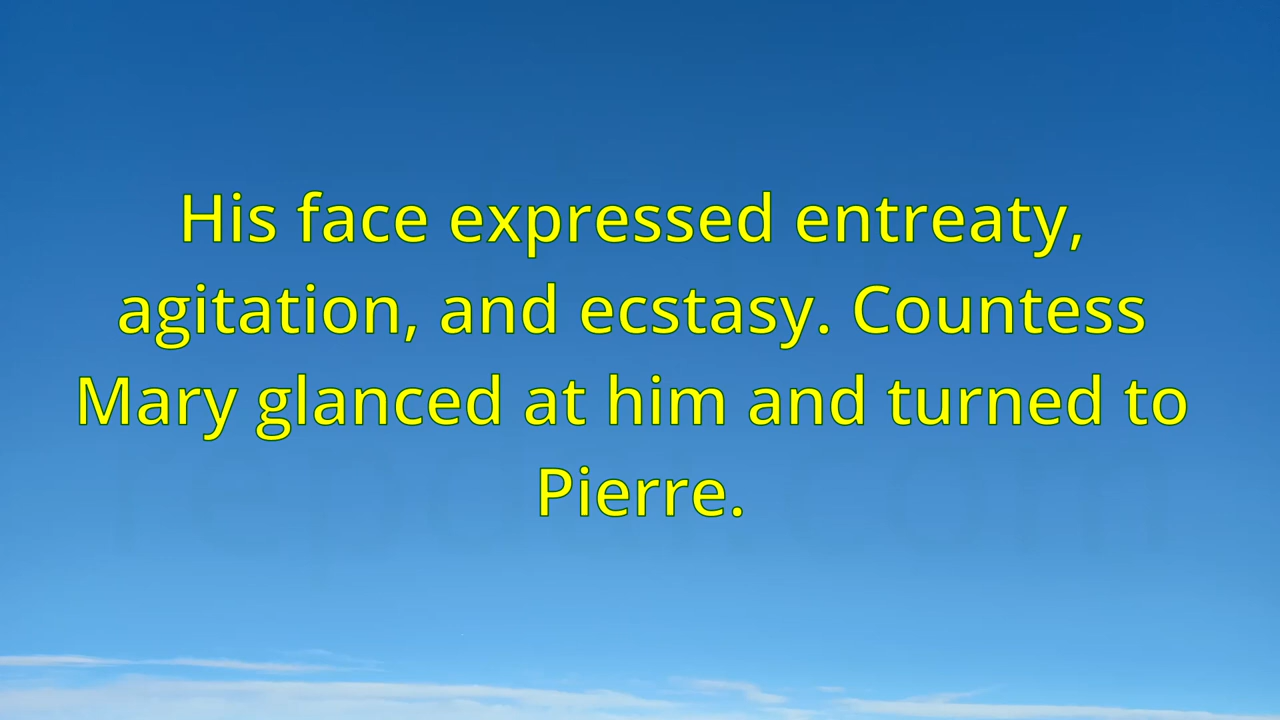 His face expressed entreaty,
agitation, and ecstasy. Countess
Mary glanced at him and turned to
Pierre.